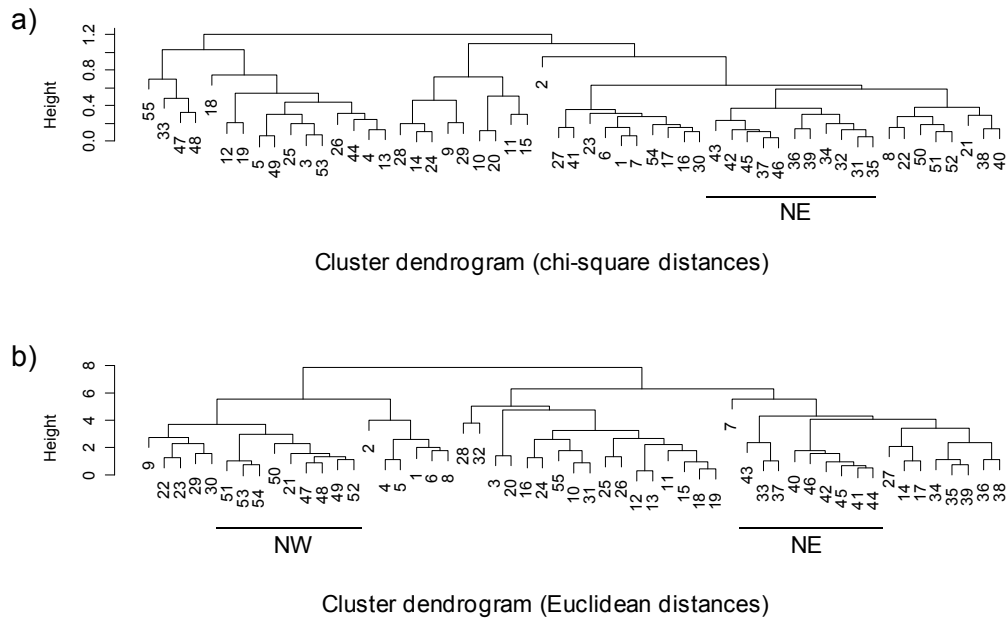 a)
Height
0.0 0.4 0.8 1.2
55 33 47 48 18 12 19 5 49 25 3 53 26 44 4 13 28 14 24 9 29 10 20 11 15 2 27 41 23 6 1 7 54 17 16 30 43 42 45 37 46 36 39 34 32 31 35 8 22 50 51 52 21 38 40
NE
Cluster dendrogram (chi-square distances)
b)
Height
0 2 4 6 8
9 22 23 29 30 51 53 54 50 21 47 48 49 52 2 4 5 1 6 8 28 32 3 20 16 24 55 10 31 25 26 12 13 11 15 18 19 7 43 33 37 40 46 42 45 41 44 27 14 17 34 35 39 36 38
NW NE
Cluster dendrogram (Euclidean distances)